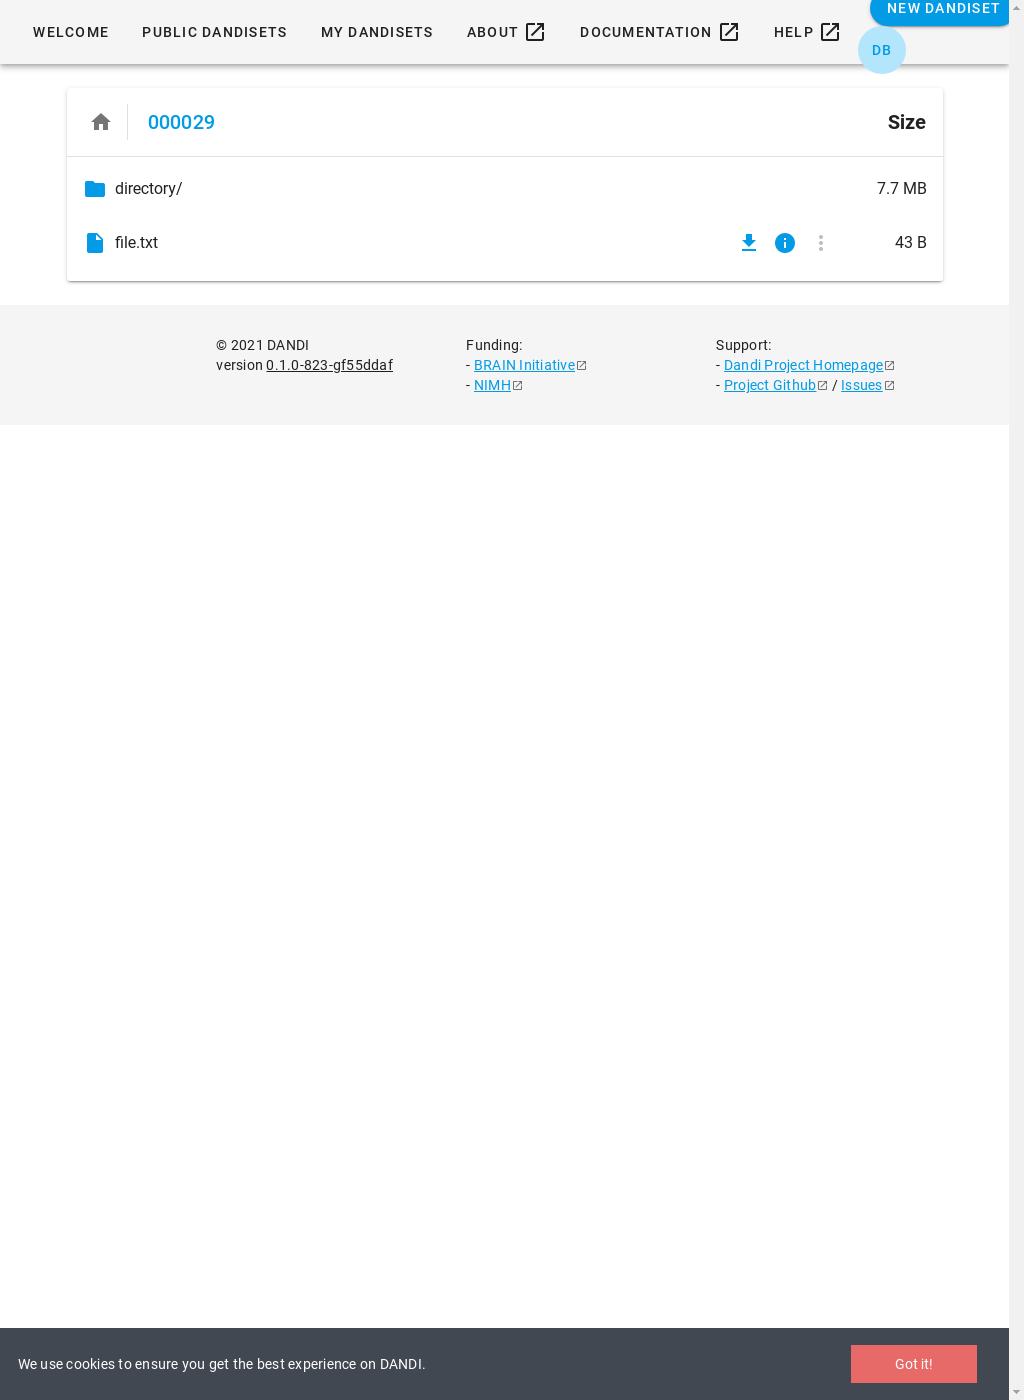 WELCOME PUBLIC DANDISETS MY DANDISETS ABOUT DOCUMENTATION HELP NEW DANDISET
DB
000029 Size
directory/ 7.7 MB
file.txt 43 B
© 2021 DANDI
version 0.1.0-823-gf55ddaf
Funding:
- BRAIN Initiative
- NIMH
Support:
- Dandi Project Homepage
- Project Github / Issues
We use cookies to ensure you get the best experience on DANDI. Got it!